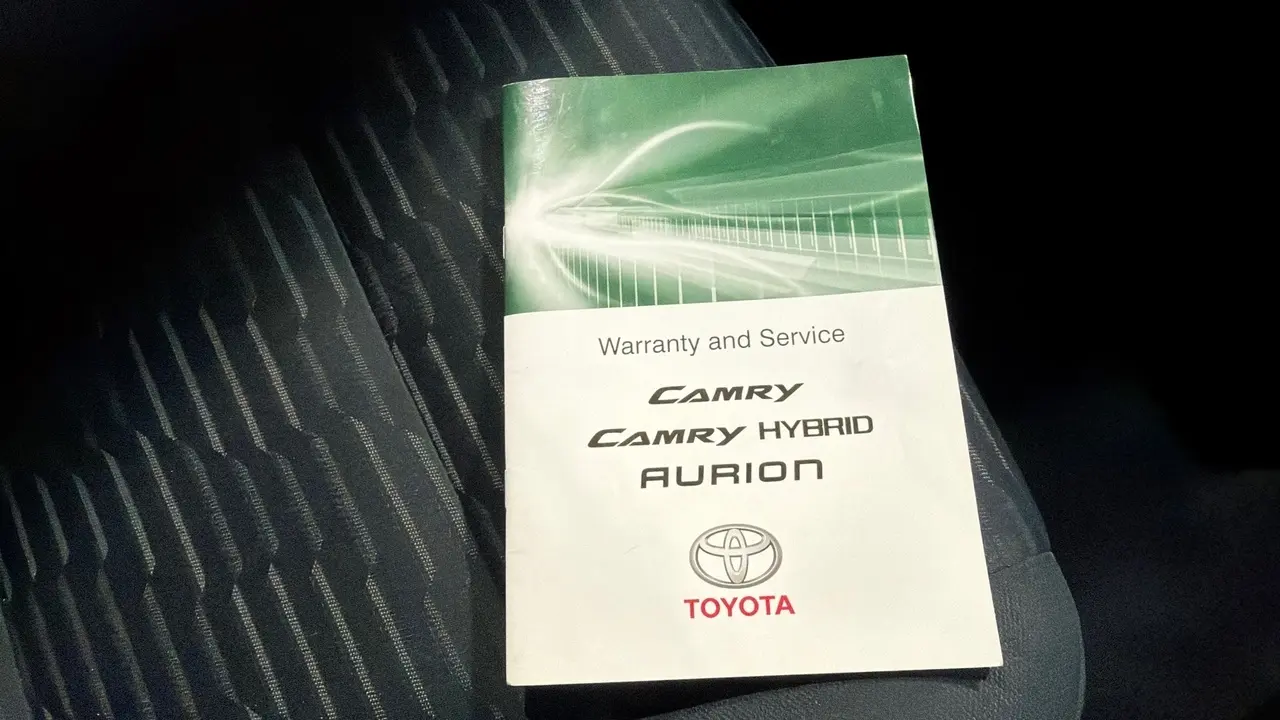 Warranty and Service
CAMRY
CAMRY HYBRID
AURION
TOYOTA